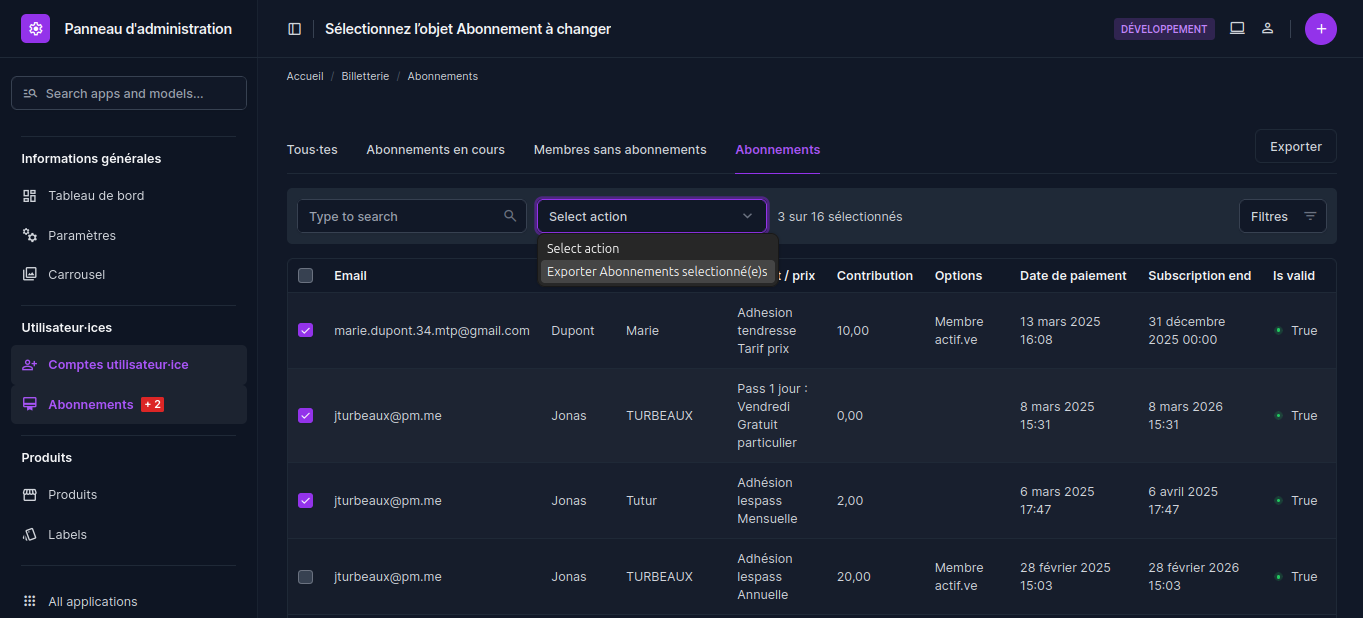 Panneau d'administration
Sélectionnez l'objet Abonnement à changer
DÉVELOPPEMENT
Search apps and models...
Accueil / Billetterie / Abonnements
Informations générales
Tableau de bord
Paramètres
Carrousel
Utilisateur·ices
Comptes utilisateur·ice
Abonnements + 2
Produits
Produits
Labels
All applications
Tous·tes
Abonnements en cours
Membres sans abonnements
Abonnements
Exporter
Type to search
Select action
3 sur 16 sélectionnés
Filtres
Select action
Exporter Abonnements selectionné(e)s
Email
t / prix
Contribution
Options
Date de paiement
Subscription end
Is valid
marie.dupont.34.mtp@gmail.com
Dupont
Marie
Adhesion
tendresse
Tarif prix
10,00
Membre
actif.ve
13 mars 2025
16:08
31 décembre
2025 00:00
True
jturbeaux@pm.me
Jonas
TURBEAUX
Pass 1 jour :
Vendredi
Gratuit
particulier
0,00
8 mars 2025
15:31
8 mars 2026
15:31
True
jturbeaux@pm.me
Jonas
Tutur
Adhésion
lespass
Mensuelle
2,00
6 mars 2025
17:47
6 avril 2025
17:47
True
jturbeaux@pm.me
Jonas
TURBEAUX
Adhésion
lespass
Annuelle
20,00
Membre
actif.ve
28 février 2025
15:03
28 février 2026
15:03
True